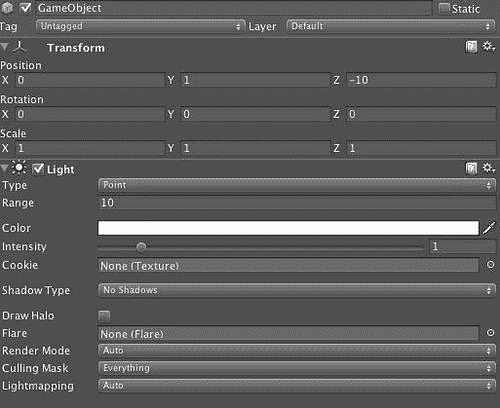 GameObject Static
Tag Untagged Layer Default
Transform
Position
X 0 Y 1 Z -10
Rotation
X 0 Y 0 Z 0
Scale
X 1 Y 1 Z 1
Light
Type Point
Range 10
Color
Intensity 1
Cookie None (Texture)
Shadow Type No Shadows
Draw Halo
Flare None (Flare)
Render Mode Auto
Culling Mask Everything
Lightmapping Auto